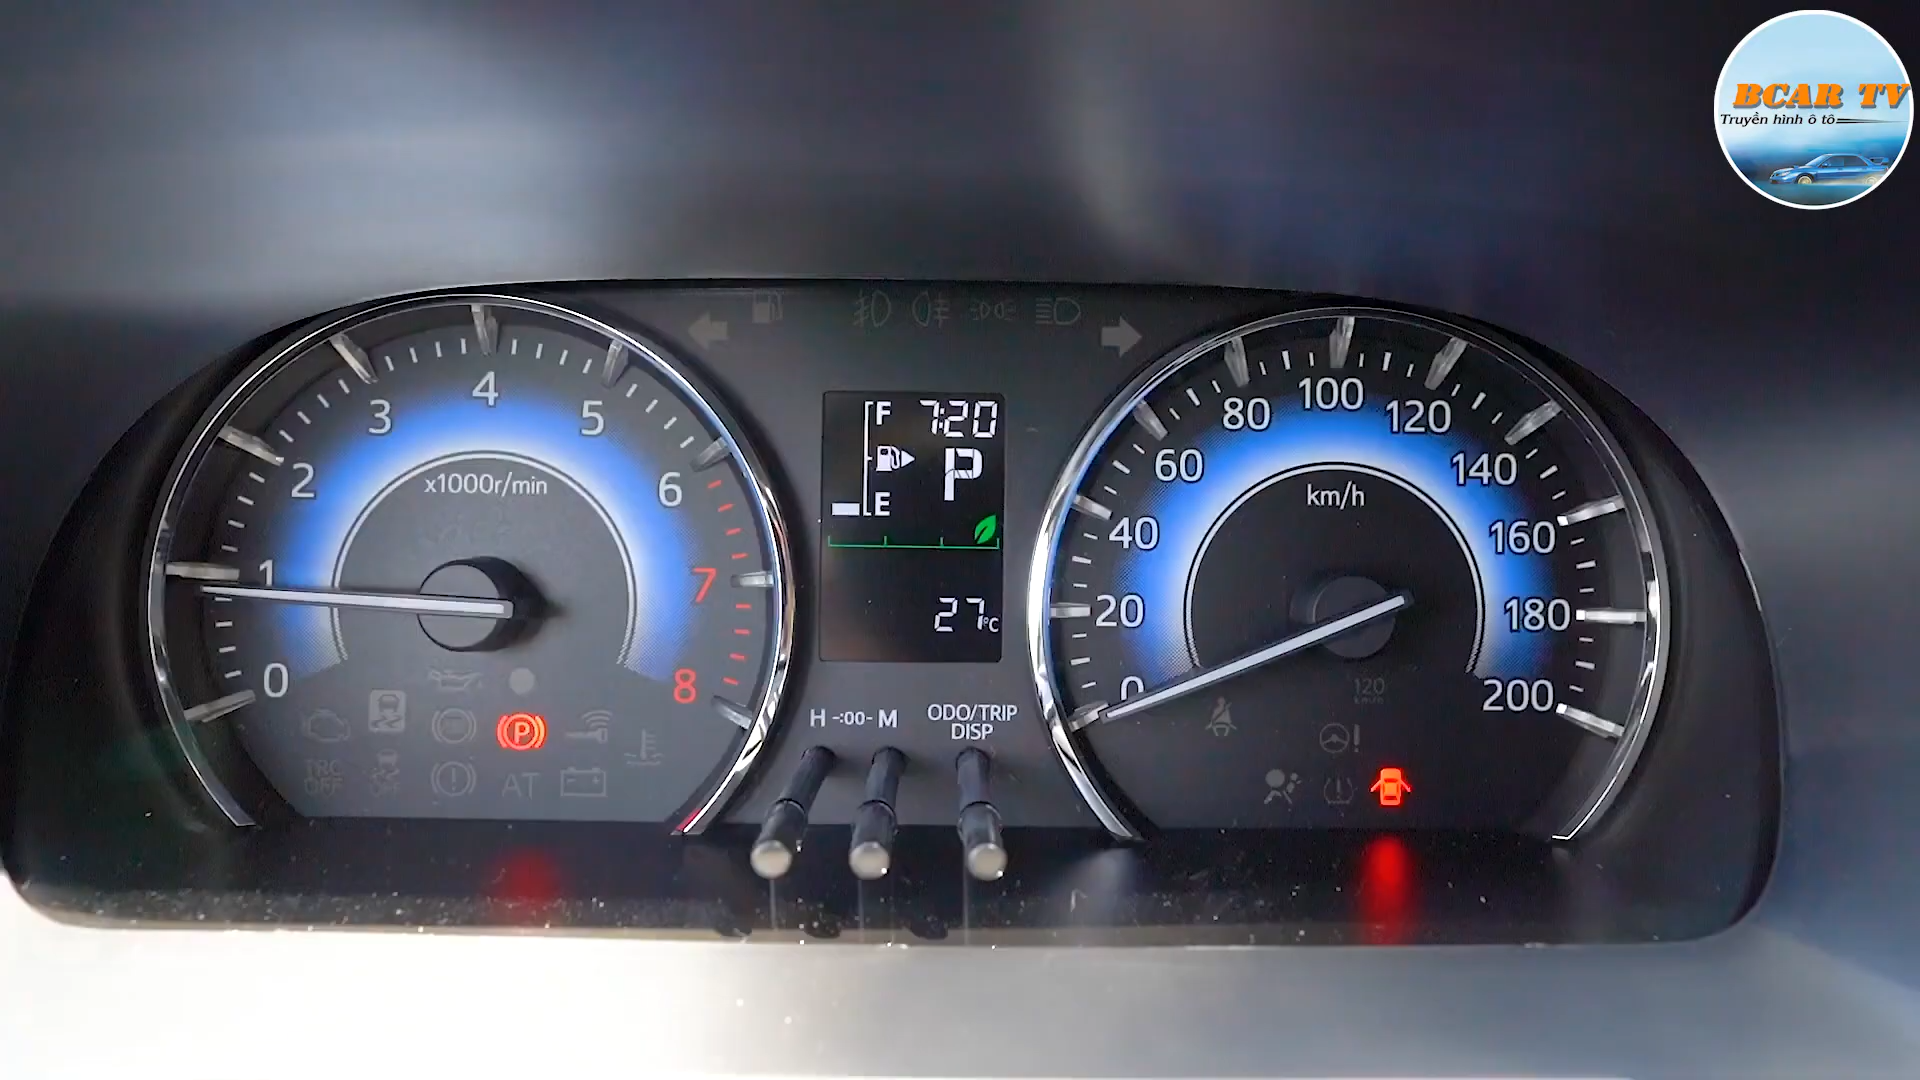 BCAR TV
Truyền hình ô tô
0
1
2
3
4
5
6
7
8
x1000r/min
F
7:20
P
E
27°C
H -:00- M
ODO/TRIP
DISP
0
20
40
60
80
100
120
140
160
180
200
km/h
120
km/h
P
TRC
OFF
OFF
AT